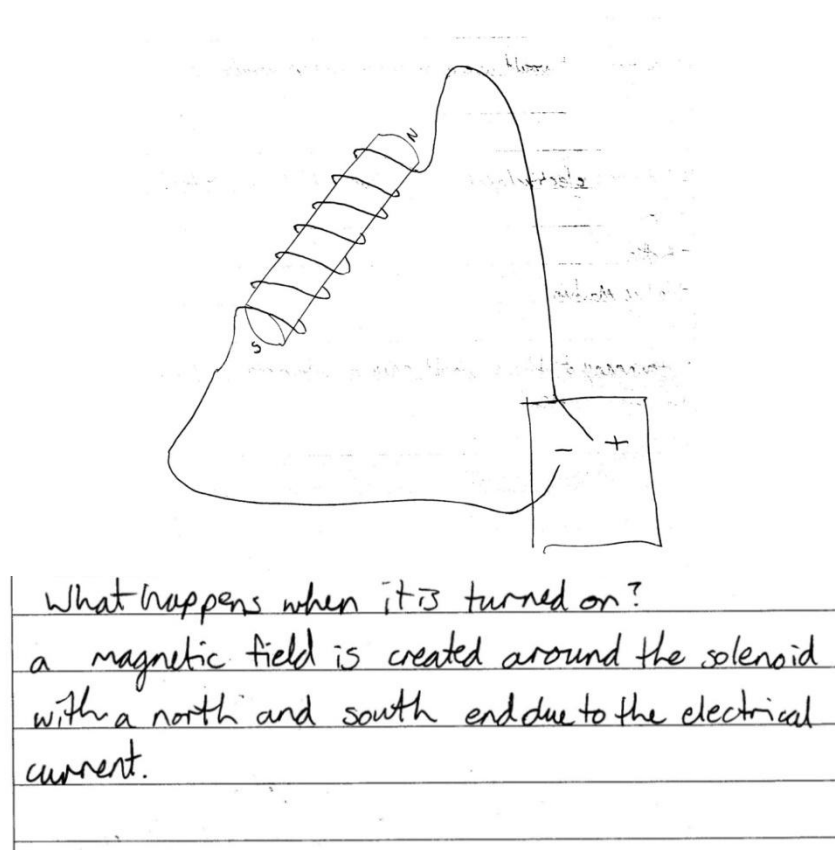 N
S
- +
What happens when it is turned on?
a magnetic field is created around the solenoid
with a north and south end due to the electrical
current.